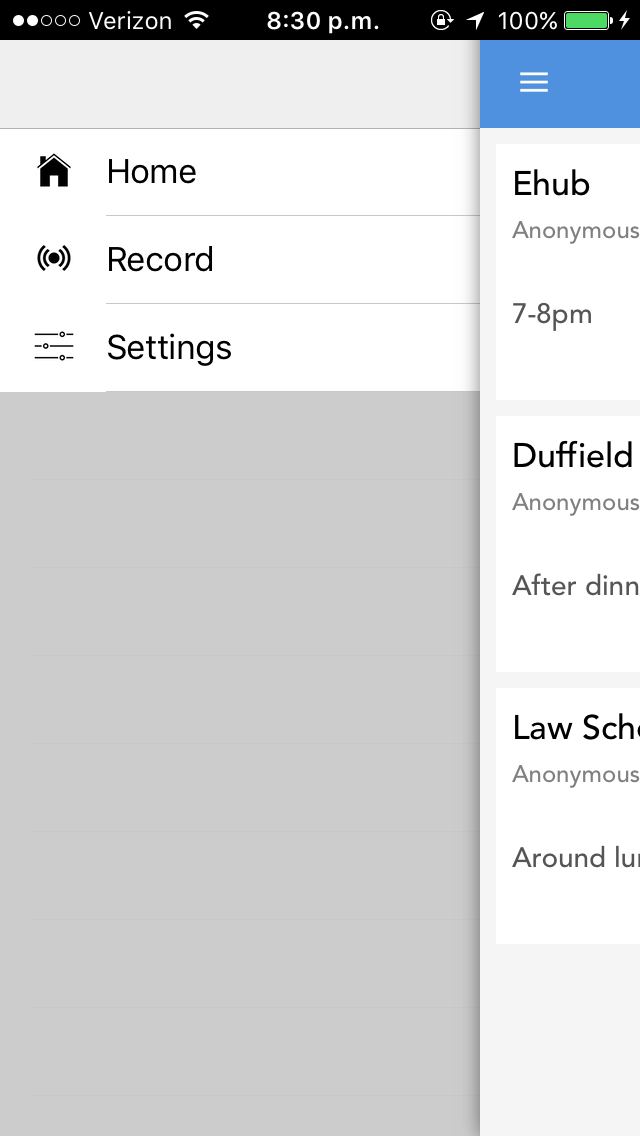 Verizon 8:30 p.m. 100%
Home
Record
Settings
Ehub
Anonymous
7-8pm
Duffield
Anonymous
After dinn
Law Sch
Anonymous
Around lu